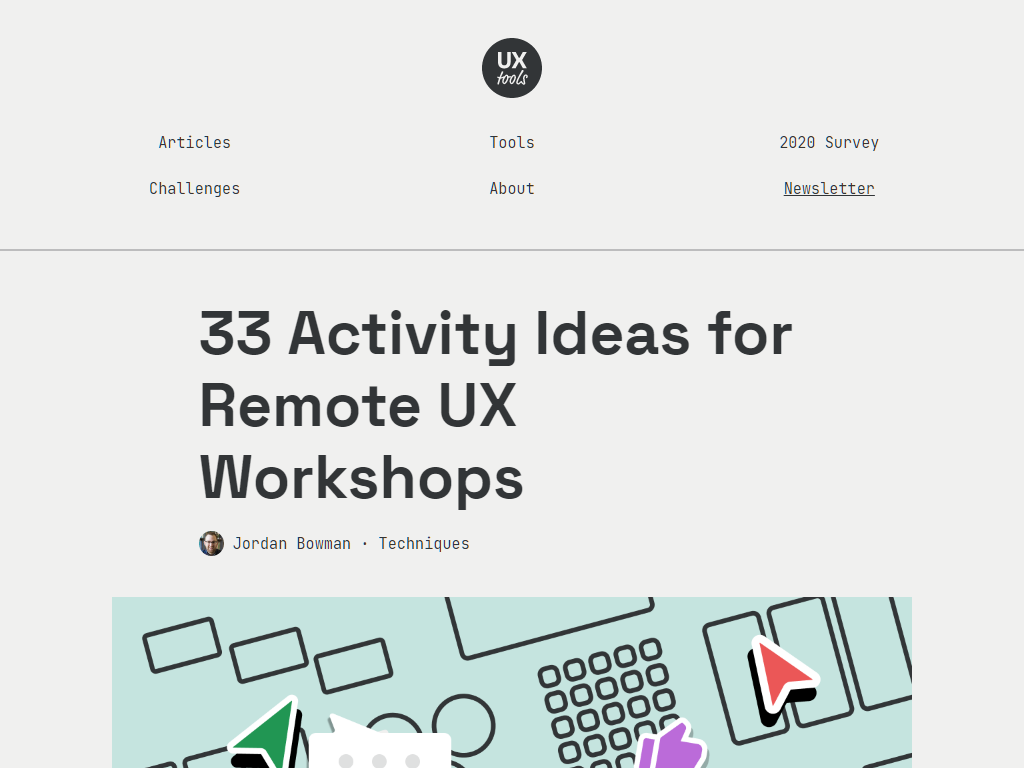 UX
tools
Articles
Tools
2020 Survey
Challenges
About
Newsletter
33 Activity Ideas for
Remote UX
Workshops
Jordan Bowman · Techniques